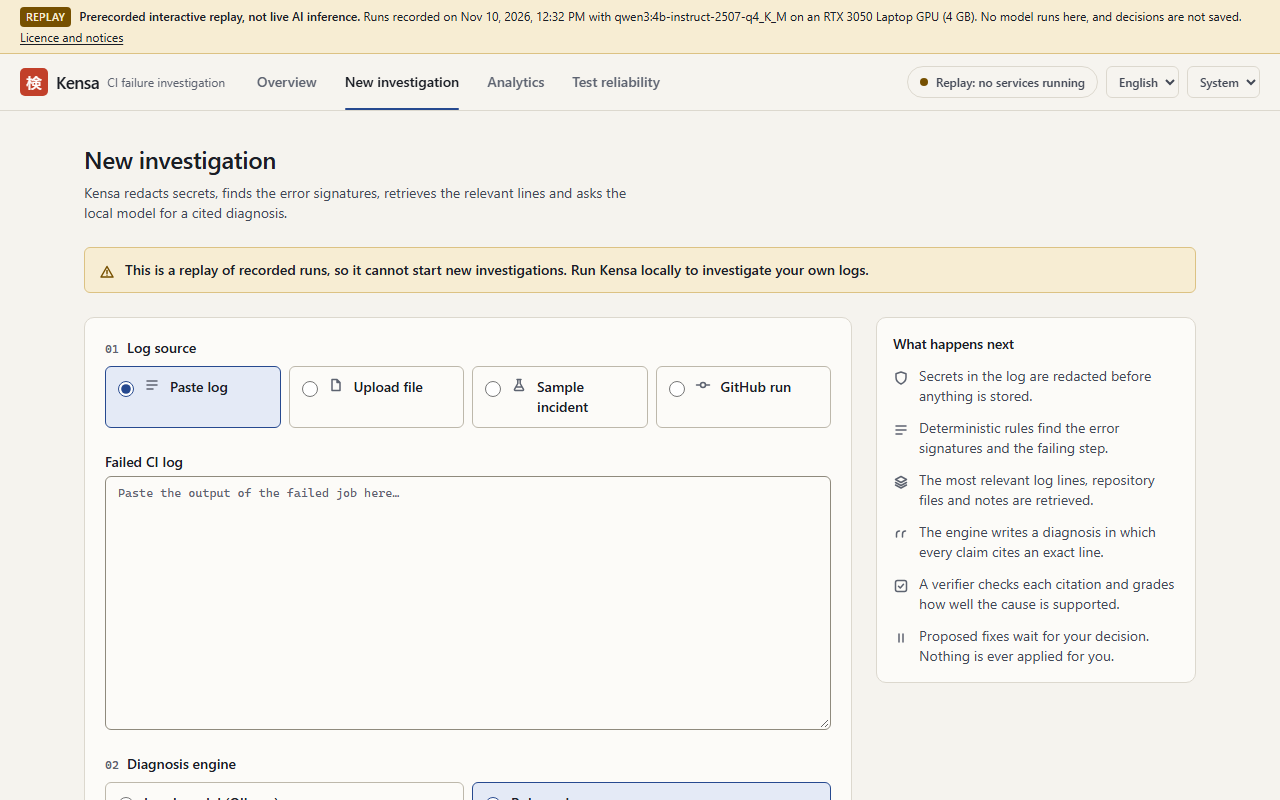 REPLAY Prerecorded interactive replay, not live AI inference. Runs recorded on Nov 10, 2026, 12:32 PM with qwen3:4b-instruct-2507-q4_K_M on an RTX 3050 Laptop GPU (4 GB). No model runs here, and decisions are not saved.
Licence and notices
検 Kensa CI failure investigation Overview New investigation Analytics Test reliability Replay: no services running English System
New investigation
Kensa redacts secrets, finds the error signatures, retrieves the relevant lines and asks the
local model for a cited diagnosis.
This is a replay of recorded runs, so it cannot start new investigations. Run Kensa locally to investigate your own logs.
01 Log source
Paste log
Upload file
Sample
incident
GitHub run
Failed CI log
Paste the output of the failed job here…
02 Diagnosis engine
What happens next
Secrets in the log are redacted before
anything is stored.
Deterministic rules find the error
signatures and the failing step.
The most relevant log lines, repository
files and notes are retrieved.
The engine writes a diagnosis in which
every claim cites an exact line.
A verifier checks each citation and grades
how well the cause is supported.
Proposed fixes wait for your decision.
Nothing is ever applied for you.